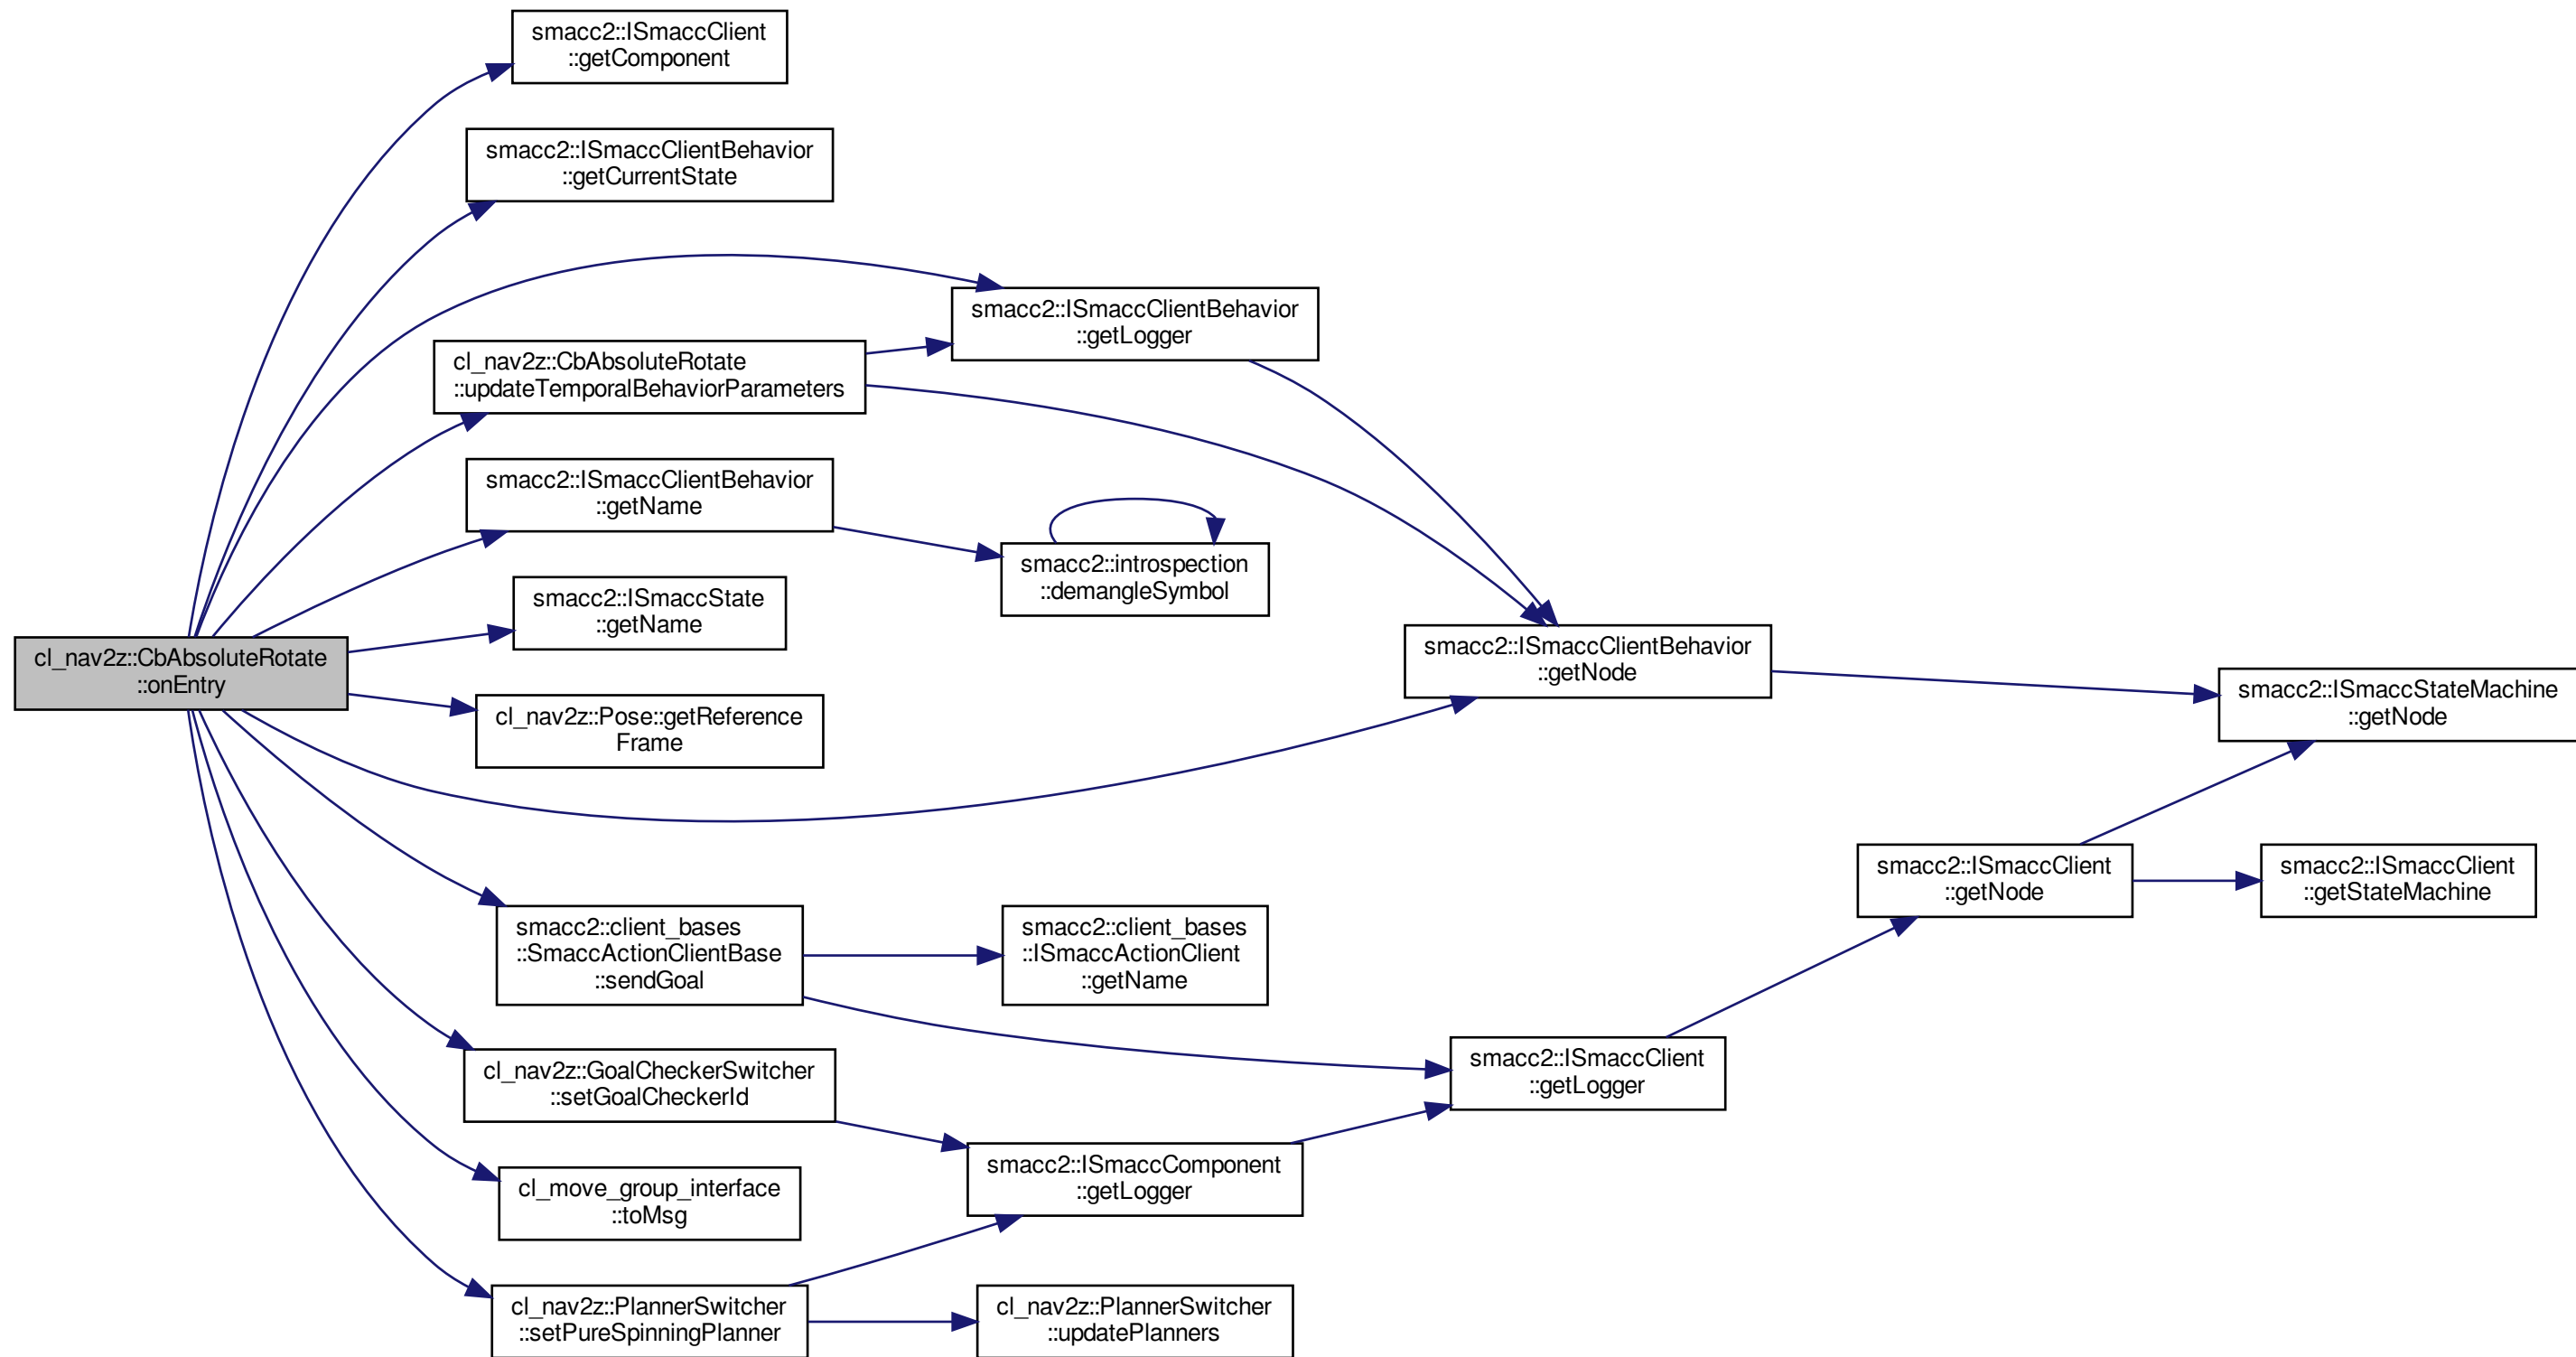 smacc2::ISmaccClient
::getComponent
smacc2::ISmaccClientBehavior
::getCurrentState
smacc2::ISmaccClientBehavior
::getLogger
cl_nav2z::CbAbsoluteRotate
::updateTemporalBehaviorParameters
smacc2::ISmaccClientBehavior
::getName
smacc2::introspection
::demangleSymbol
smacc2::ISmaccState
::getName
cl_nav2z::CbAbsoluteRotate
::onEntry
smacc2::ISmaccClientBehavior
::getNode
smacc2::ISmaccStateMachine
::getNode
cl_nav2z::Pose::getReference
Frame
smacc2::ISmaccClient
::getNode
smacc2::ISmaccClient
::getStateMachine
smacc2::client_bases
::SmaccActionClientBase
::sendGoal
smacc2::client_bases
::ISmaccActionClient
::getName
smacc2::ISmaccClient
::getLogger
cl_nav2z::GoalCheckerSwitcher
::setGoalCheckerId
smacc2::ISmaccComponent
::getLogger
cl_move_group_interface
::toMsg
cl_nav2z::PlannerSwitcher
::setPureSpinningPlanner
cl_nav2z::PlannerSwitcher
::updatePlanners